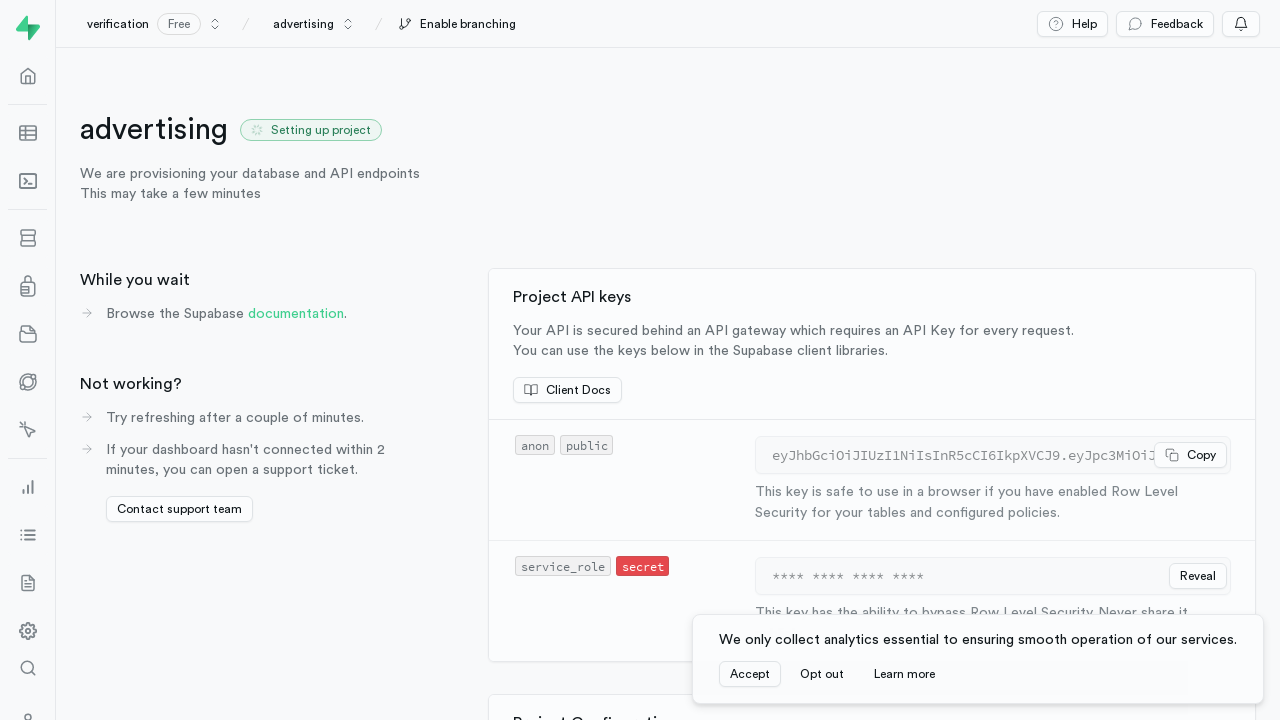 verification Free / advertising / Enable branching
Help
Feedback
advertising
Setting up project
We are provisioning your database and API endpoints
This may take a few minutes
While you wait
Browse the Supabase documentation.
Not working?
Try refreshing after a couple of minutes.
If your dashboard hasn't connected within 2
minutes, you can open a support ticket.
Contact support team
Project API keys
Your API is secured behind an API gateway which requires an API Key for every request.
You can use the keys below in the Supabase client libraries.
Client Docs
anon public
eyJhbGciOiJIUzI1NiIsInR5cCI6IkpXVCJ9.eyJpc3MiOiJ
Copy
This key is safe to use in a browser if you have enabled Row Level
Security for your tables and configured policies.
service_role secret
**** **** **** ****
Reveal
This key has the ability to bypass Row Level Security. Never share it
We only collect analytics essential to ensuring smooth operation of our services.
Accept
Opt out
Learn more